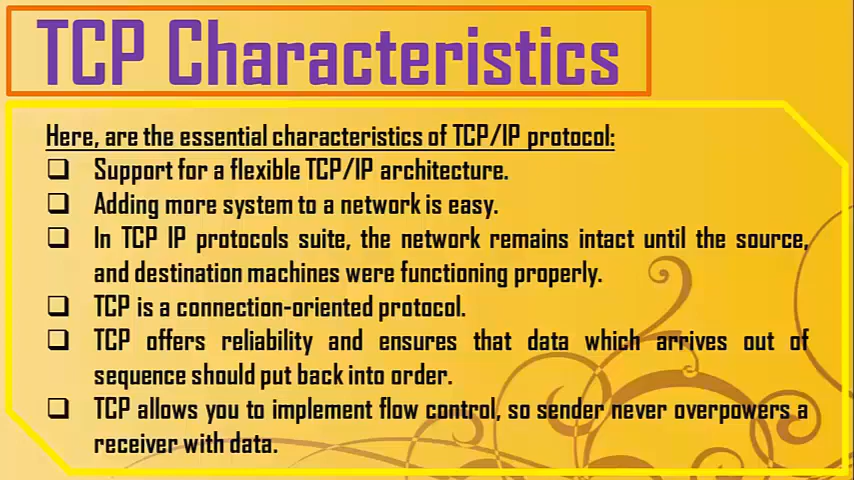 TCP Characteristics
Here, are the essential characteristics of TCP/IP protocol:
❑ Support for a flexible TCP/IP architecture.
❑ Adding more system to a network is easy.
❑ In TCP IP protocols suite, the network remains intact until the source,
and destination machines were functioning properly.
❑ TCP is a connection-oriented protocol.
❑ TCP offers reliability and ensures that data which arrives out of
sequence should put back into order.
❑ TCP allows you to implement flow control, so sender never overpowers a
receiver with data.